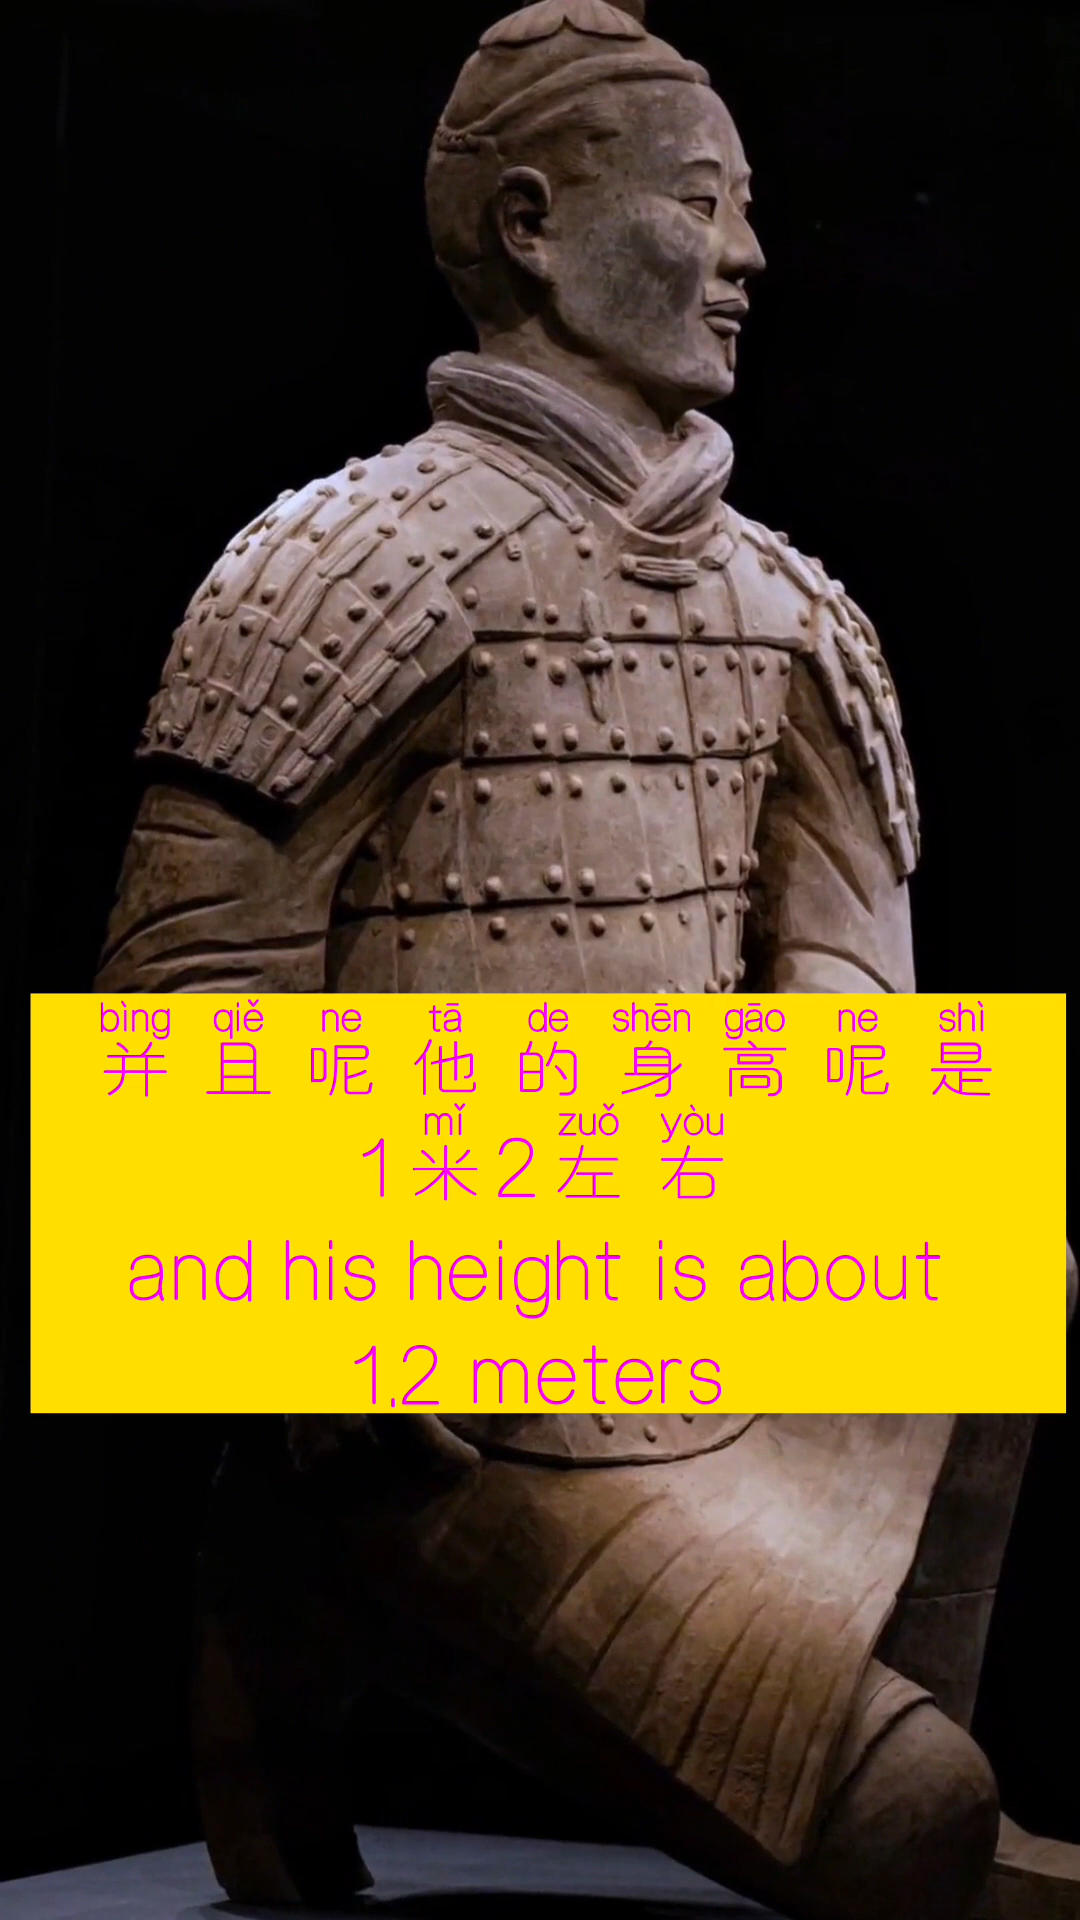 bìng qiě ne tā de shēn gāo ne shì
并且呢他的身高呢是
mǐ zuǒ yòu
1米2左右
and his height is about
1.2 meters